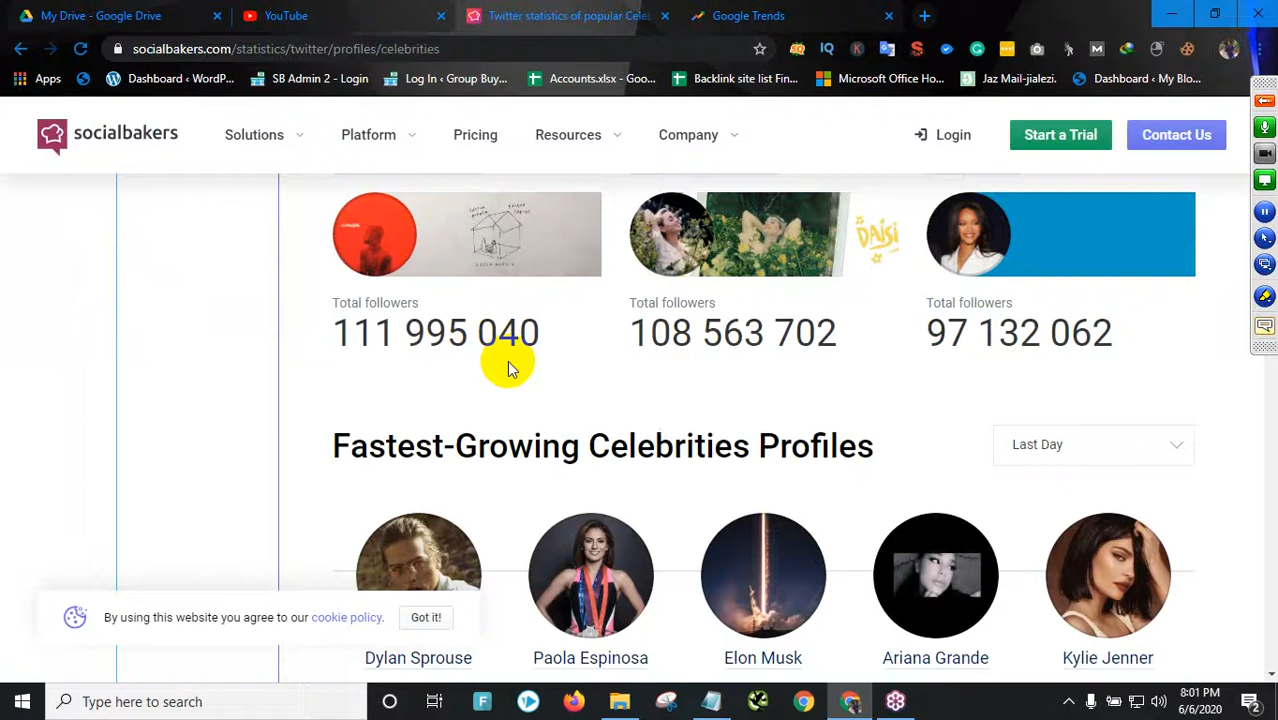 My Drive - Google Drive
YouTube
Twitter statistics of popular Cele
Google Trends
socialbakers.com/statistics/twitter/profiles/celebrities
Apps
Dashboard ‹ WordP...
SB Admin 2 - Login
Log In ‹ Group Buy...
Accounts.xlsx - Goo...
Backlink site list Fin...
Microsoft Office Ho...
Jaz Mail-jialezi.
Dashboard ‹ My Blo...
socialbakers
Solutions
Platform
Pricing
Resources
Company
Login
Start a Trial
Contact Us
DAISI
Total followers
Total followers
Total followers
111 995 040
108 563 702
97 132 062
Fastest-Growing Celebrities Profiles
Last Day
By using this website you agree to our cookie policy.
Got it!
Dylan Sprouse
Paola Espinosa
Elon Musk
Ariana Grande
Kylie Jenner
Type here to search
8:01 PM
6/6/2020
2